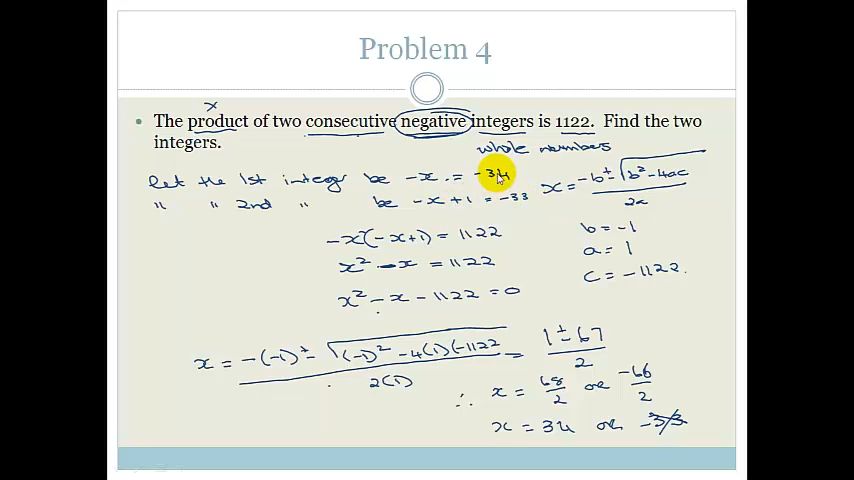 Problem 4
x
• The product of two consecutive negative integers is 1122. Find the two
integers.
whole numbers
Let the 1st integer be -x = -34
" " 2nd " be -x + 1 = -33
x = -b ± √b² - 4ac / 2a
-x(-x+1) = 1122
x² - x = 1122
x² - x - 1122 = 0
b = -1
a = 1
c = -1122
x = -(-1) ± √(-1)² - 4(1)(-1122 / 2(1) = 1 ± 67 / 2
∴ x = 68/2 or -66/2
x = 34 or -33